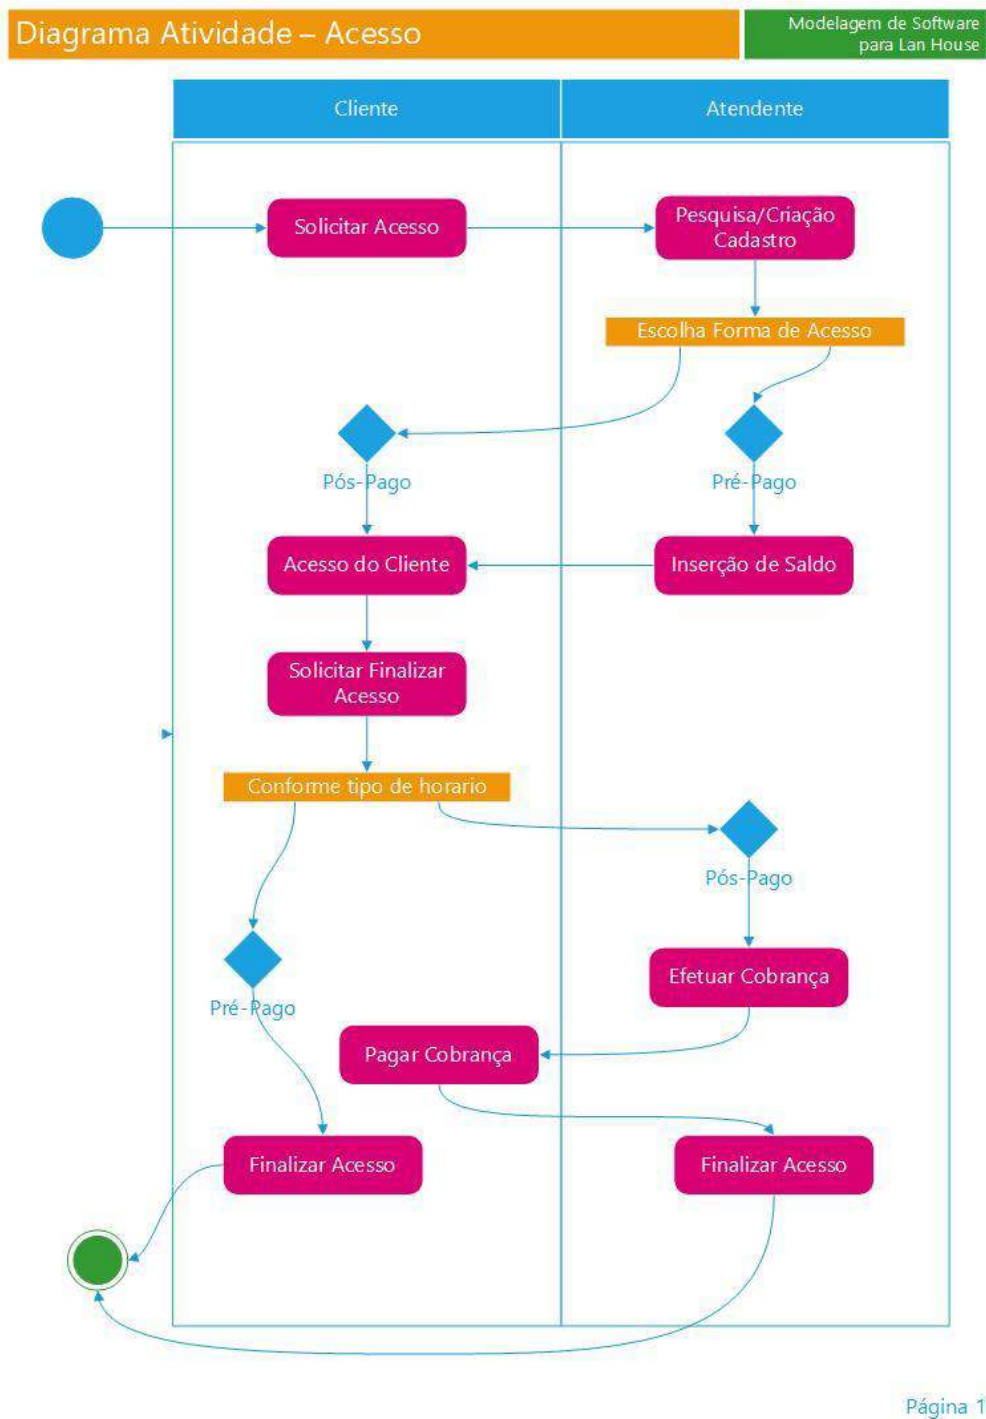 Diagrama Atividade – Acesso
Modelagem de Software
para Lan House
Cliente
Atendente
Solicitar Acesso
Pesquisa/Criação
Cadastro
Escolha Forma de Acesso
Pós-Pago
Pré-Pago
Acesso do Cliente
Inserção de Saldo
Solicitar Finalizar
Acesso
Conforme tipo de horario
Pós-Pago
Efetuar Cobrança
Pré-Pago
Pagar Cobrança
Finalizar Acesso
Finalizar Acesso
Página 1